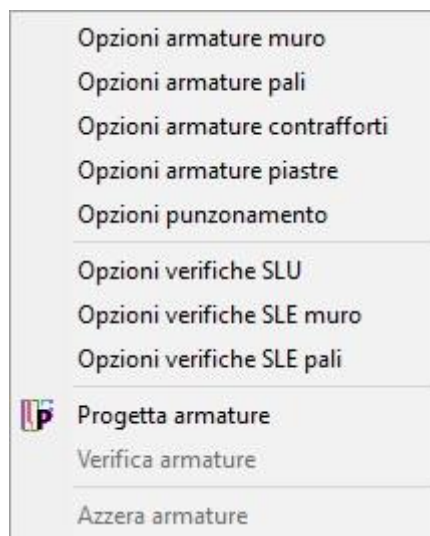 Opzioni armature muro
Opzioni armature pali
Opzioni armature contrafforti
Opzioni armature piastre
Opzioni punzonamento
Opzioni verifiche SLU
Opzioni verifiche SLE muro
Opzioni verifiche SLE pali
Progetta armature
Verifica armature
Azzera armature